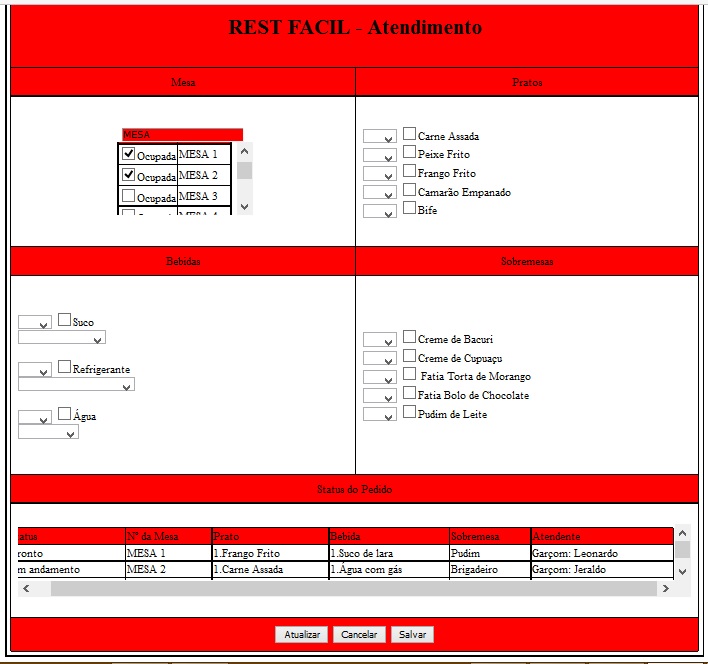 REST FACIL - Atendimento
Mesa
Pratos
MESA
Ocupada MESA 1
Ocupada MESA 2
Ocupada MESA 3
Carne Assada
Peixe Frito
Frango Frito
Camarão Empanado
Bife
Bebidas
Sobremesas
Suco
Refrigerante
Água
Creme de Bacuri
Creme de Cupuaçu
Fatia Torta de Morango
Fatia Bolo de Chocolate
Pudim de Leite
Status do Pedido
atus Nº da Mesa Prato Bebida Sobremesa Atendente
ronto MESA 1 1.Frango Frito 1.Suco de lara Pudim Garçom: Leonardo
m andamento MESA 2 1.Carne Assada 1.Água com gás Brigadeiro Garçom: Jeraldo
Atualizar Cancelar Salvar